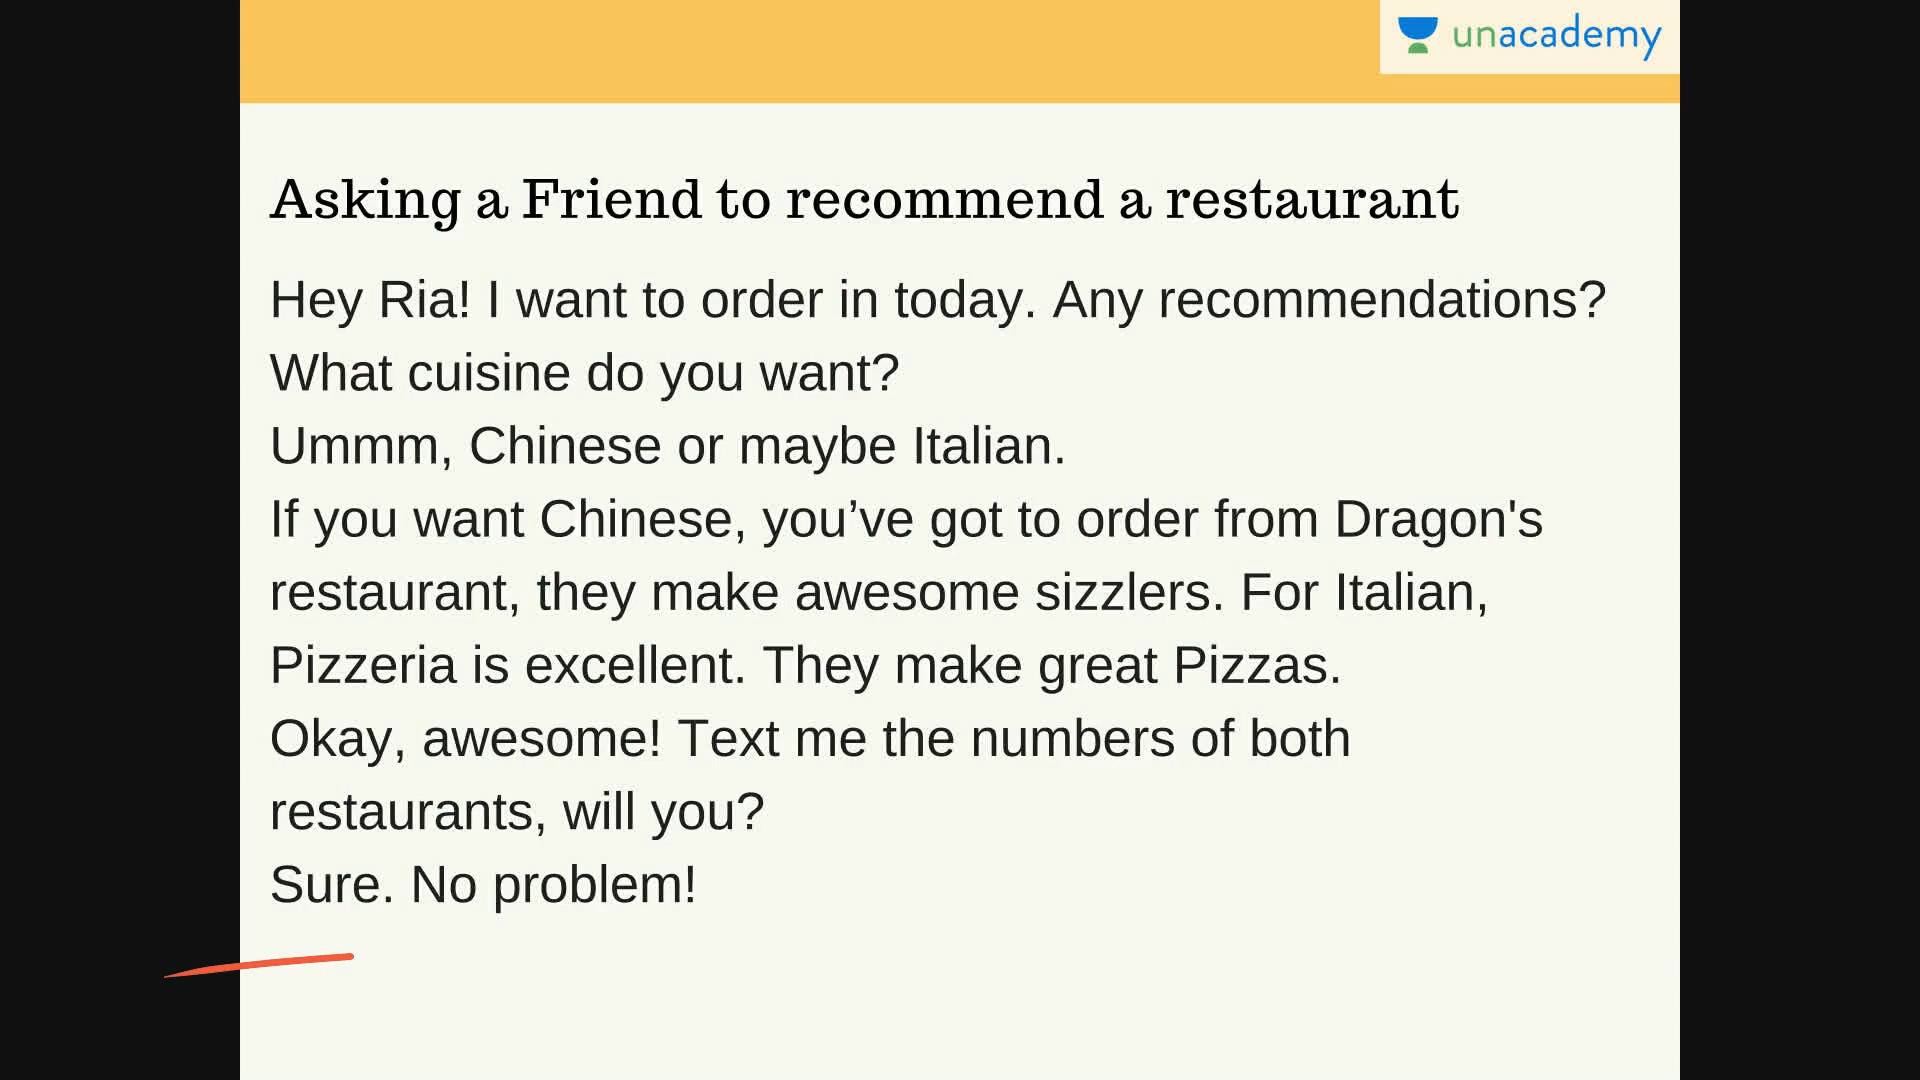 unacademy
Asking a Friend to recommend a restaurant
Hey Ria! I want to order in today. Any recommendations?
What cuisine do you want?
Ummm, Chinese or maybe Italian.
If you want Chinese, you’ve got to order from Dragon's
restaurant, they make awesome sizzlers. For Italian,
Pizzeria is excellent. They make great Pizzas.
Okay, awesome! Text me the numbers of both
restaurants, will you?
Sure. No problem!